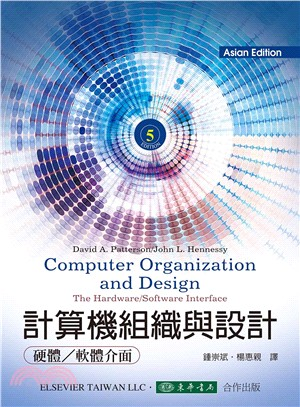 Asian Edition
5
EDITION
David A. Patterson/John L. Hennessy
Computer Organization
and Design
The Hardware/Software Interface
計算機組織與設計
硬體/軟體介面
鍾崇斌・楊惠親 譯
ELSEVIER TAIWAN LLC・東華書局 合作出版